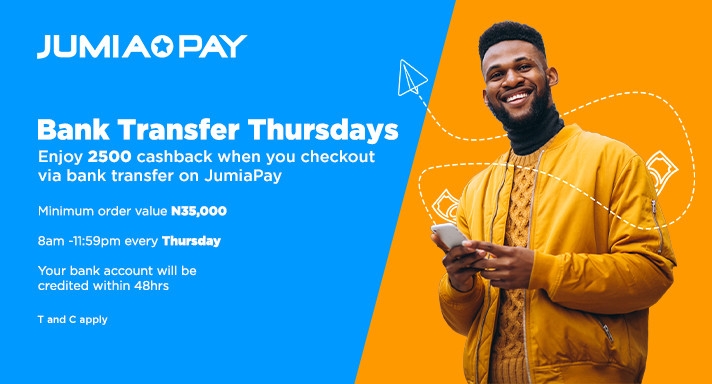 JUMIA PAY
Bank Transfer Thursdays
Enjoy 2500 cashback when you checkout
via bank transfer on JumiaPay
Minimum order value N35,000
8am -11:59pm every Thursday
Your bank account will be
credited within 48hrs
T and C apply